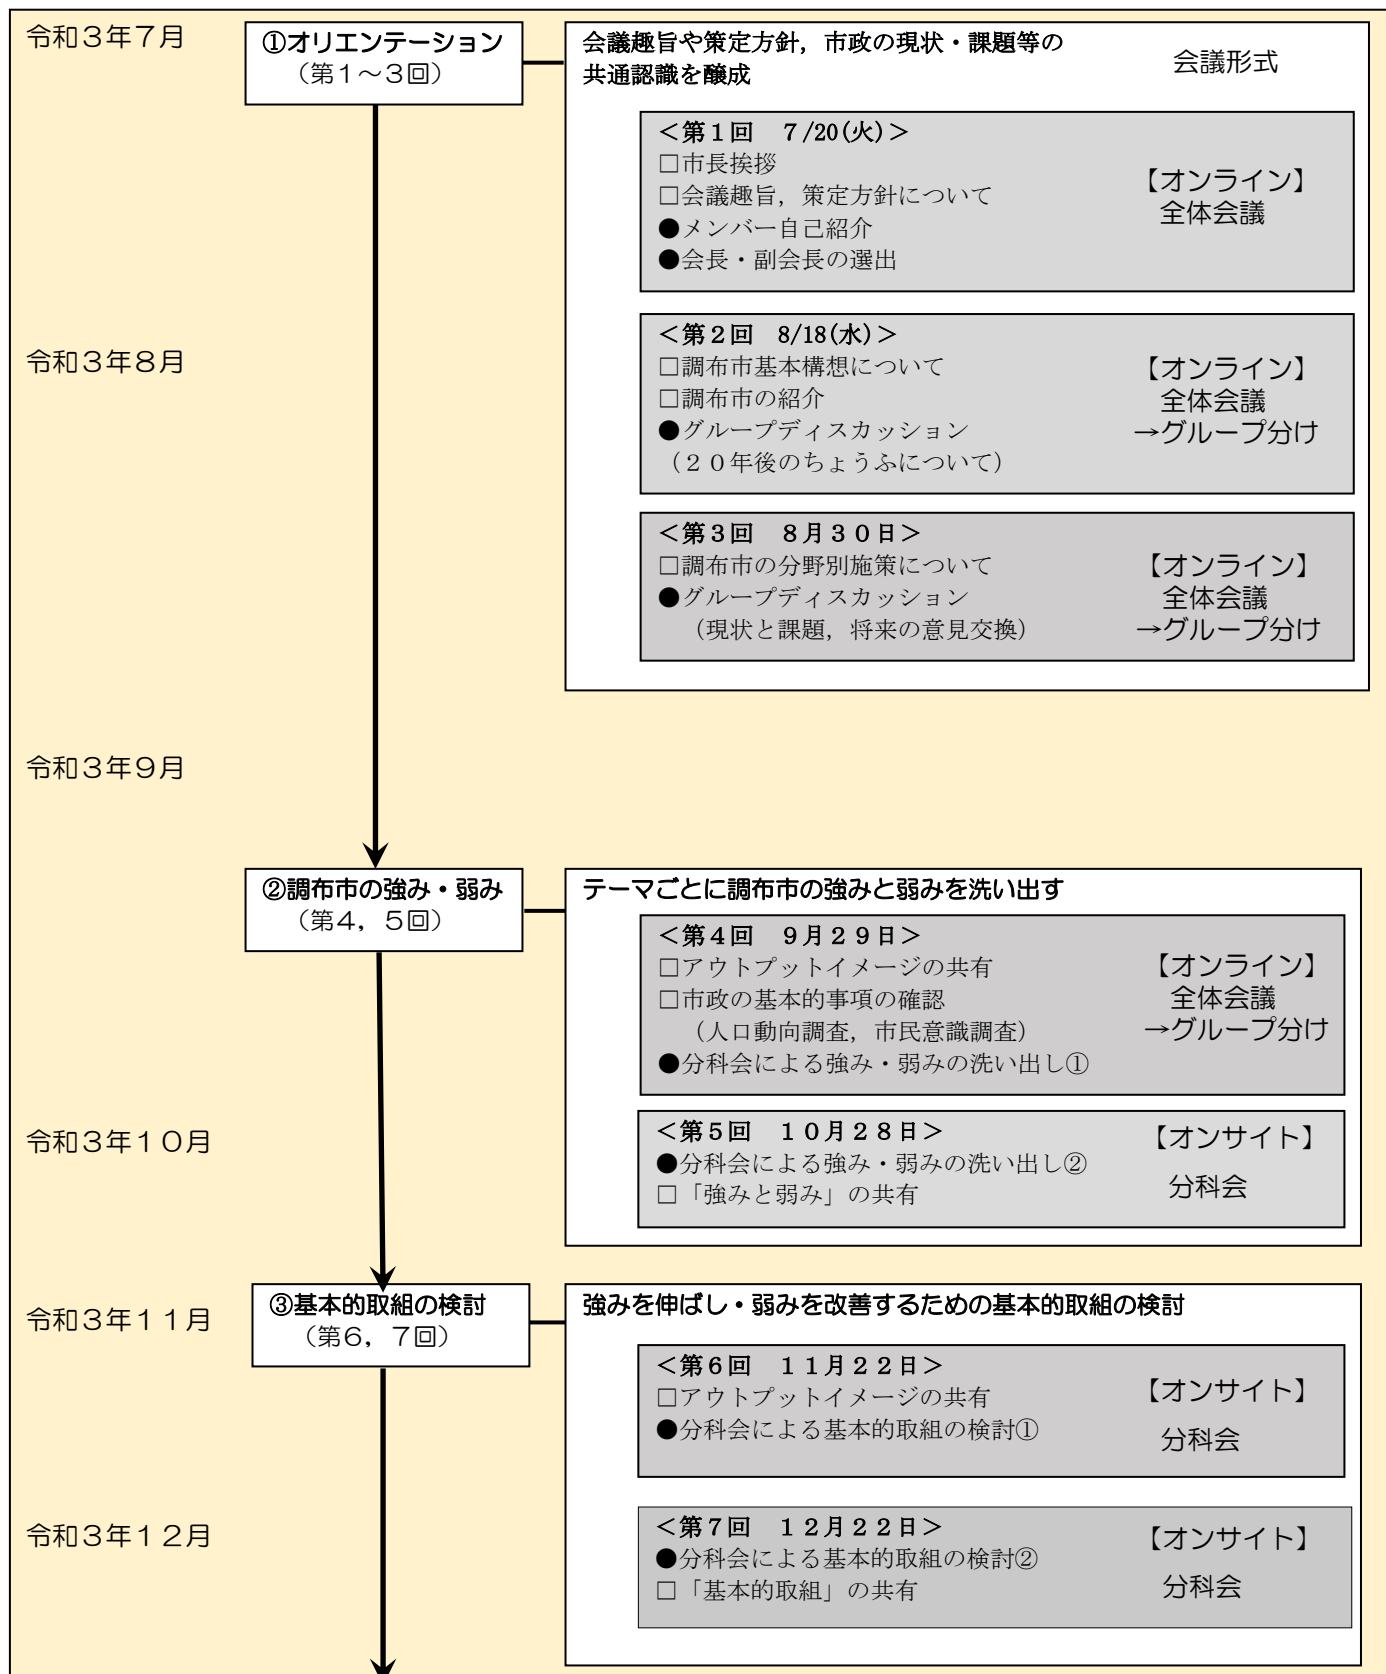 令和３年７月
①オリエンテーション
（第１～３回）
会議趣旨や策定方針，市政の現状・課題等の
共通認識を醸成
会議形式
＜第１回　７/20(火)＞
□市長挨拶
□会議趣旨，策定方針について
●メンバー自己紹介
●会長・副会長の選出
【オンライン】
全体会議
令和３年８月
＜第２回　8/18(水)＞
□調布市基本構想について
□調布市の紹介
●グループディスカッション
（２０年後のちょうふについて）
【オンライン】
全体会議
→グループ分け
＜第３回　８月３０日＞
□調布市の分野別施策について
●グループディスカッション
（現状と課題，将来の意見交換）
【オンライン】
全体会議
→グループ分け
令和３年９月
②調布市の強み・弱み
（第４，５回）
テーマごとに調布市の強みと弱みを洗い出す
＜第４回　９月２９日＞
□アウトプットイメージの共有
□市政の基本的事項の確認
（人口動向調査，市民意識調査）
●分科会による強み・弱みの洗い出し①
【オンライン】
全体会議
→グループ分け
令和３年１０月
＜第５回　１０月２８日＞
●分科会による強み・弱みの洗い出し②
□「強みと弱み」の共有
【オンサイト】
分科会
令和３年１１月
③基本的取組の検討
（第６，７回）
強みを伸ばし・弱みを改善するための基本的取組の検討
＜第６回　１１月２２日＞
□アウトプットイメージの共有
●分科会による基本的取組の検討①
【オンサイト】
分科会
令和３年１２月
＜第７回　１２月２２日＞
●分科会による基本的取組の検討②
□「基本的取組」の共有
【オンサイト】
分科会